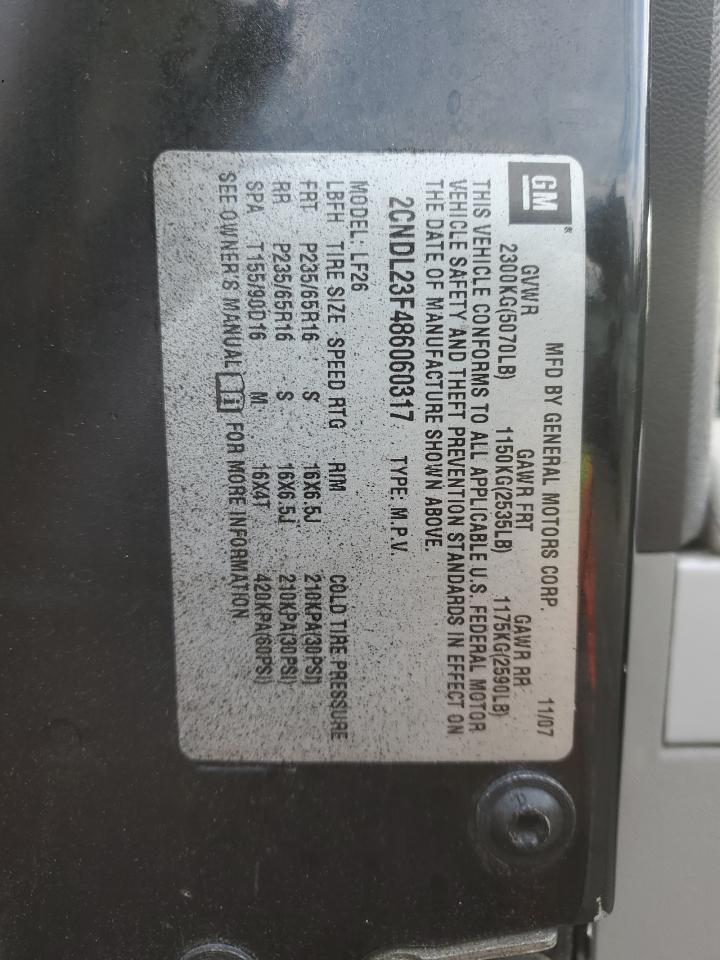 GM®
MFD BY GENERAL MOTORS CORP. 11/07
GVWR GAWR FRT GAWR RR
2300KG(5070LB) 1150KG(2535LB) 1175KG(2590LB)
THIS VEHICLE CONFORMS TO ALL APPLICABLE U.S. FEDERAL MOTOR
VEHICLE SAFETY AND THEFT PREVENTION STANDARDS IN EFFECT ON
THE DATE OF MANUFACTURE SHOWN ABOVE.
2CNDL23F486060317 TYPE: M.P.V.
MODEL: LF26
LBFH TIRE SIZE SPEED RTG RIM COLD TIRE PRESSURE
FRT P235/65R16 S 16X6.5J 210KPA(30PSI)
RR P235/65R16 S 16X6.5J 210KPA(30PSI)
SPA T155/90D16 M 16X4T 420KPA(60PSI)
SEE OWNER'S MANUAL i FOR MORE INFORMATION